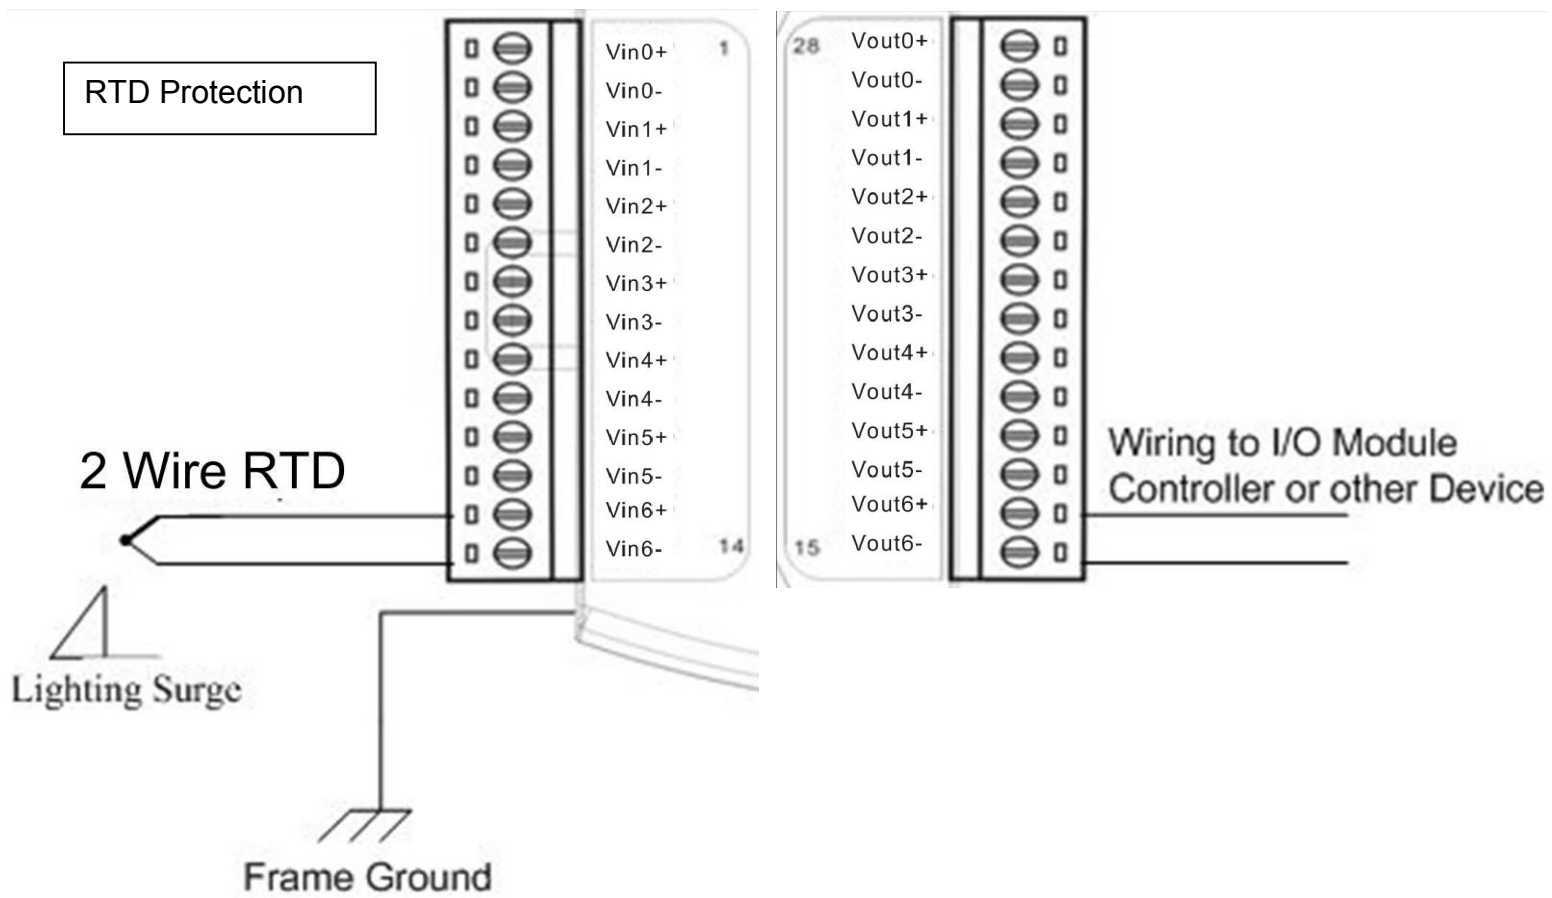 RTD Protection
Vin0+ 1
Vin0-
Vin1+
Vin1-
Vin2+
Vin2-
Vin3+
Vin3-
Vin4+
Vin4-
Vin5+
Vin5-
Vin6+
Vin6- 14
28 Vout0+
Vout0-
Vout1+
Vout1-
Vout2+
Vout2-
Vout3+
Vout3-
Vout4+
Vout4-
Vout5+
Vout5-
Vout6+
15 Vout6-
2 Wire RTD
Wiring to I/O Module
Controller or other Device
Lighting Surge
Frame Ground